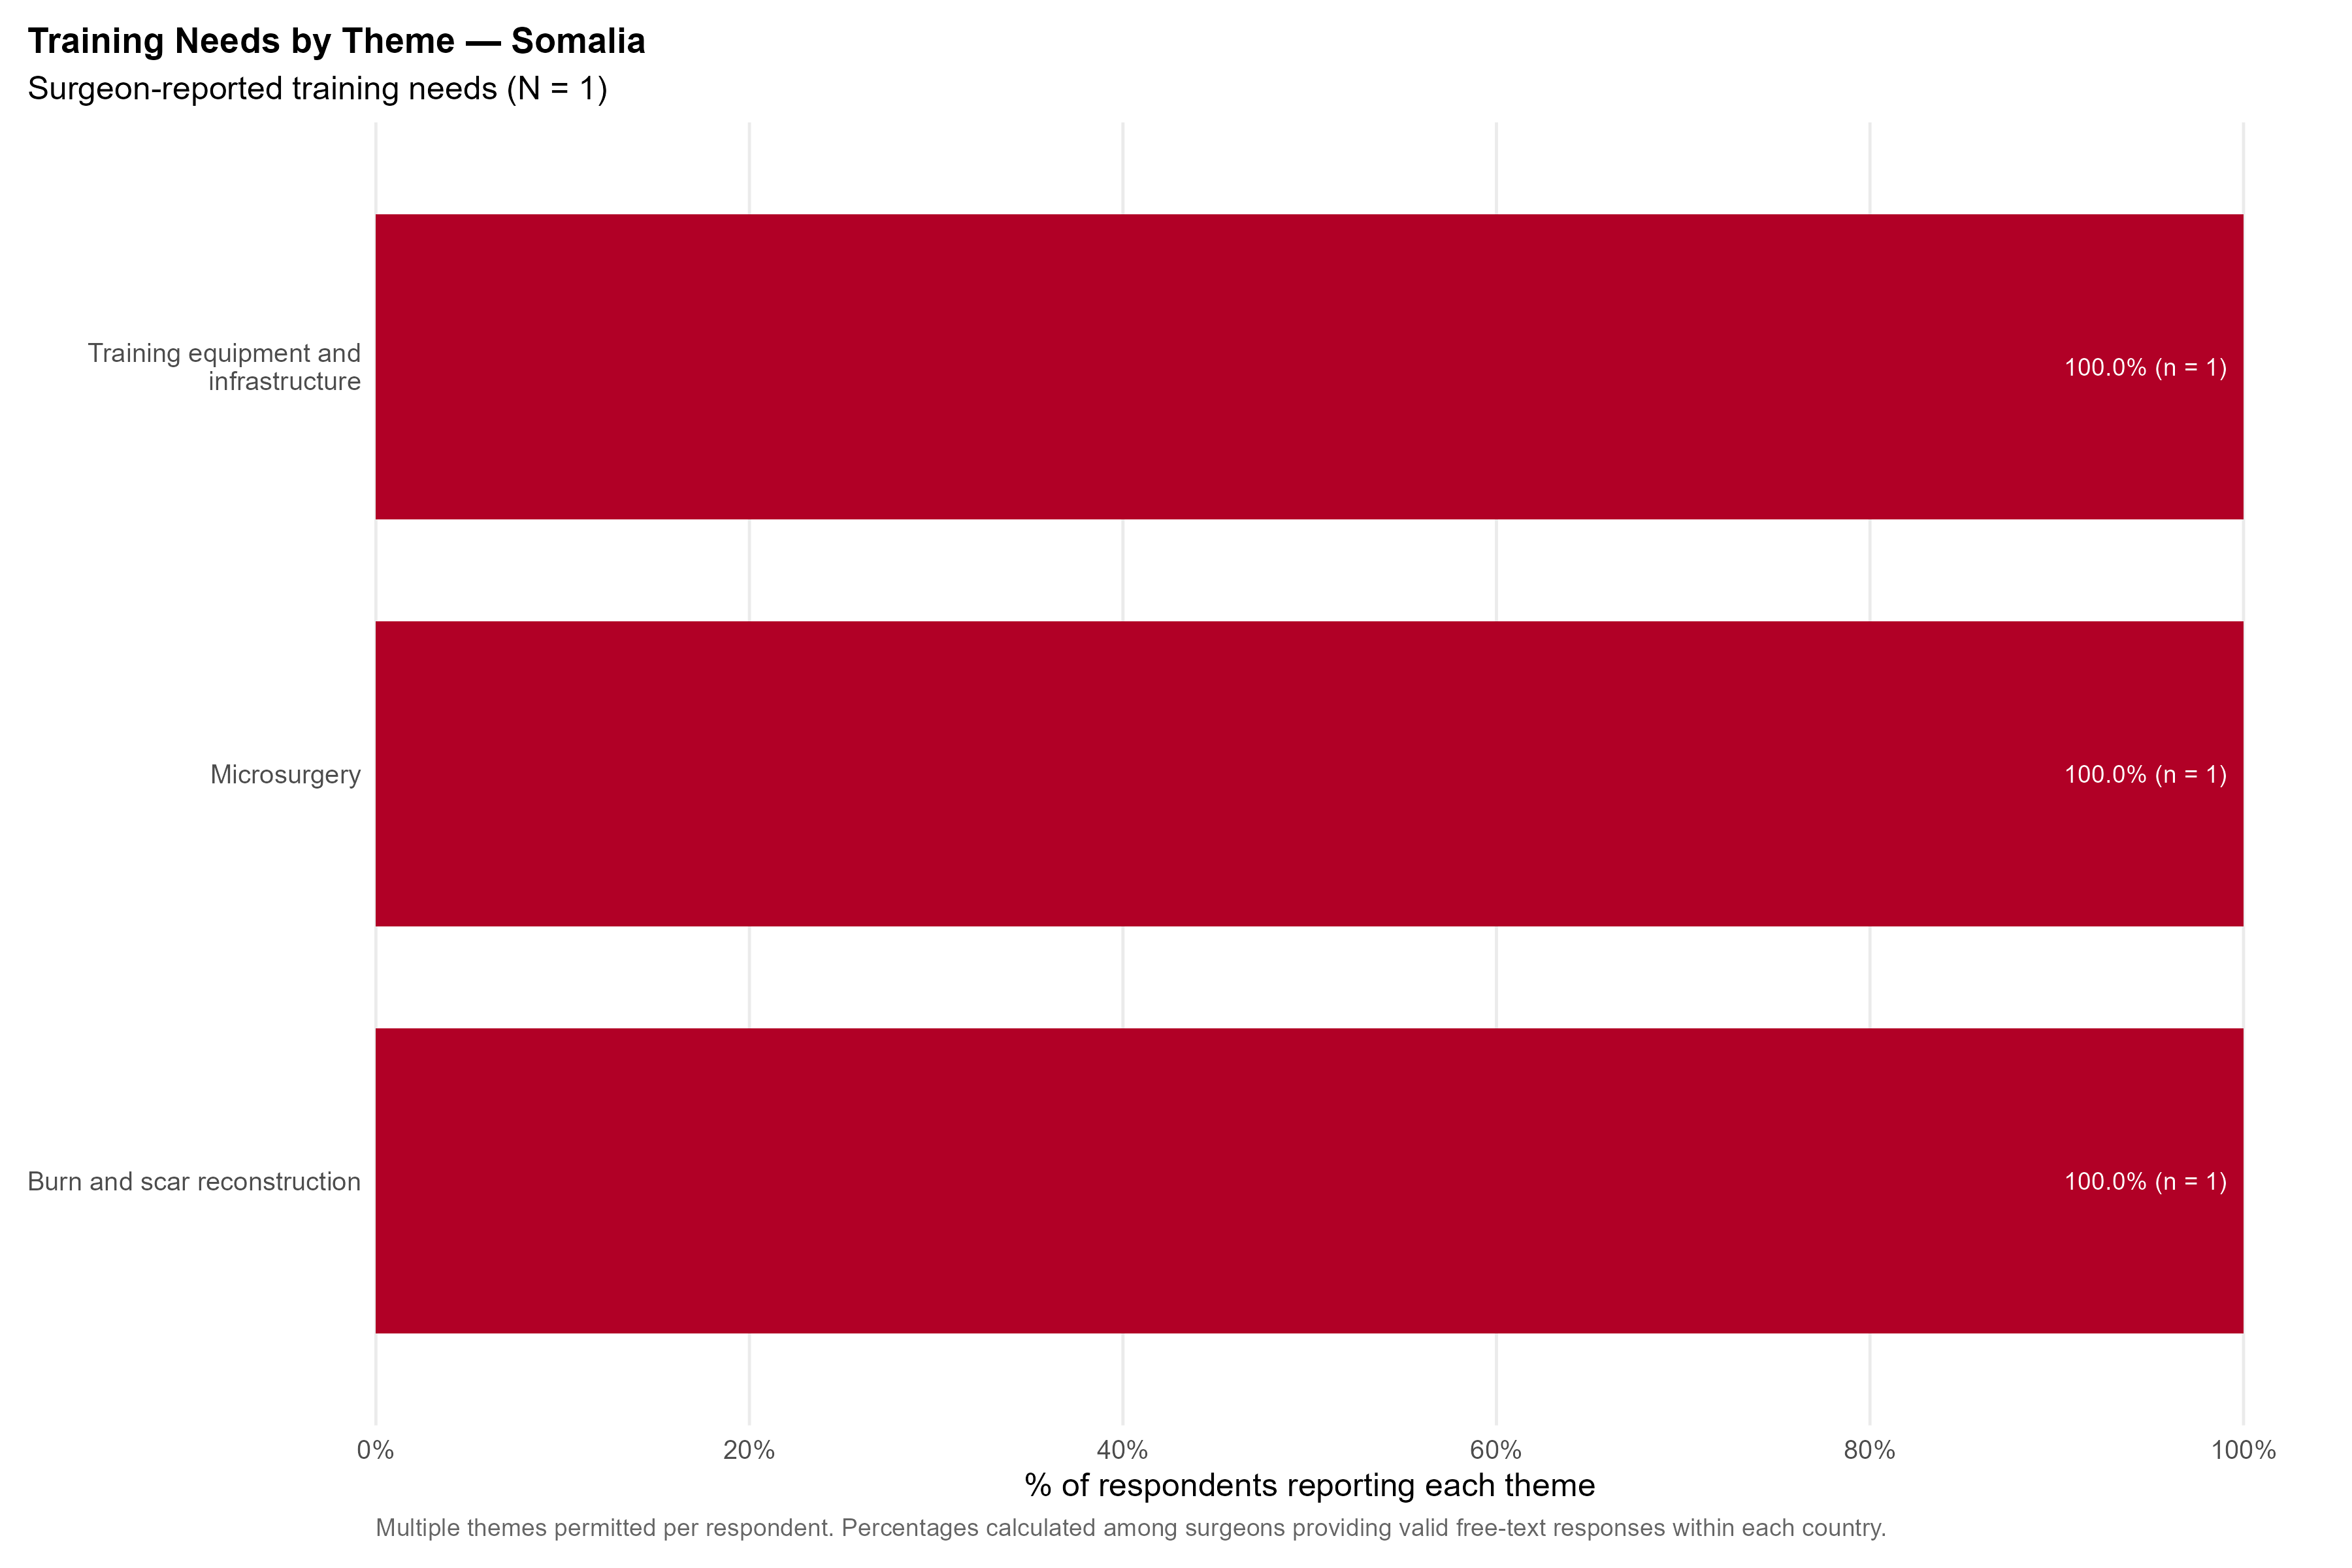 Training Needs by Theme — Somalia
Surgeon-reported training needs (N = 1)
Training equipment and
infrastructure
100.0% (n = 1)
Microsurgery
100.0% (n = 1)
Burn and scar reconstruction
100.0% (n = 1)
0%
20%
40%
60%
80%
100%
% of respondents reporting each theme
Multiple themes permitted per respondent. Percentages calculated among surgeons providing valid free-text responses within each country.